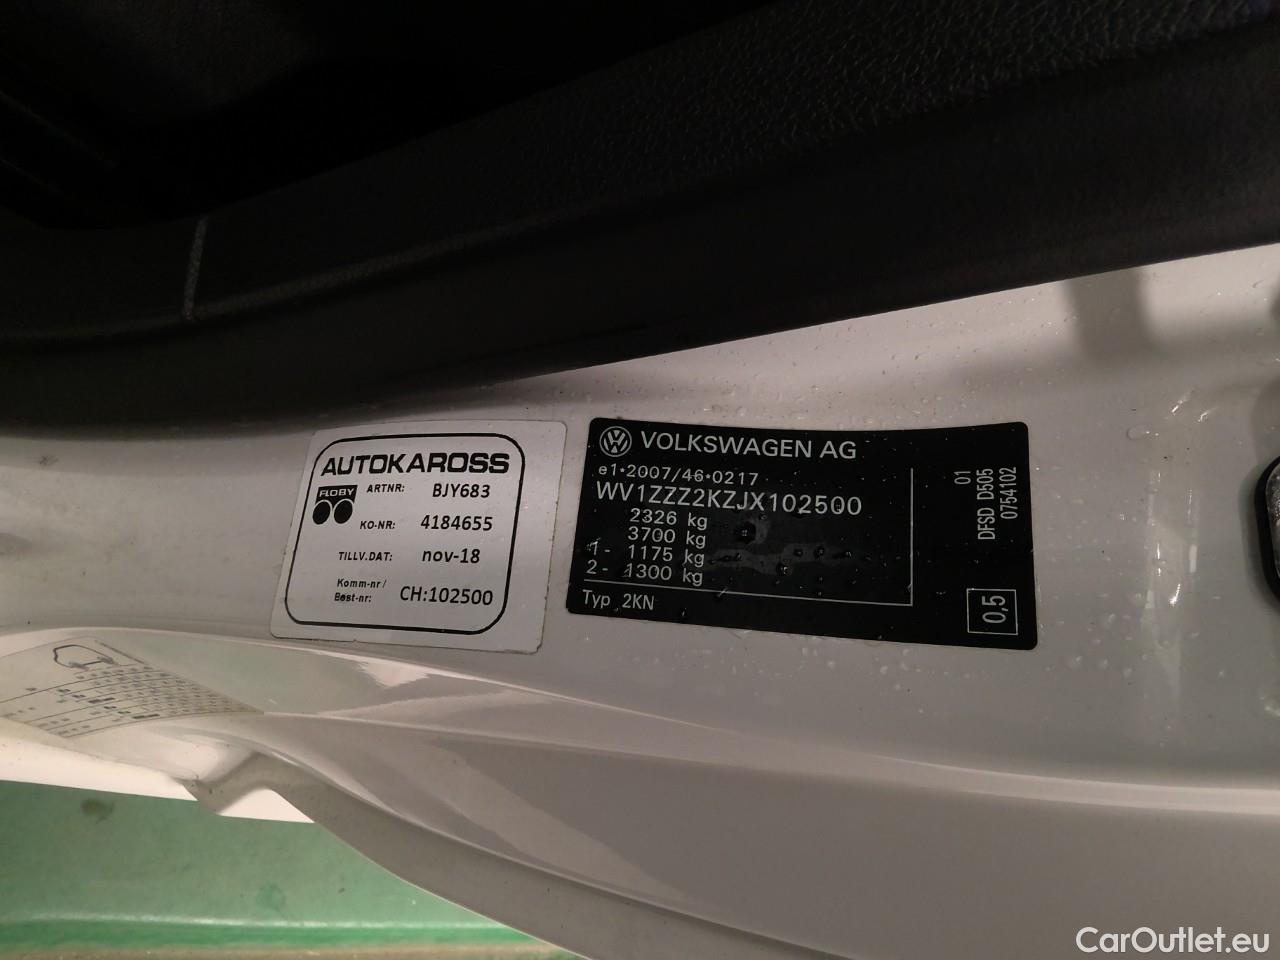 AUTOKAROSS
FLOBY
ARTNR: BJY683
KO-NR: 4184655
TILLV.DAT: nov-18
Komm-nr/
Best-nr: CH:102500
VOLKSWAGEN AG
e1*2007/46*0217
WV1ZZZ2KZJX102500
2326 kg
3700 kg
1- 1175 kg
2- 1300 kg
Typ 2KN
01
DFSD D505
0754102
0,5
CarOutlet.eu